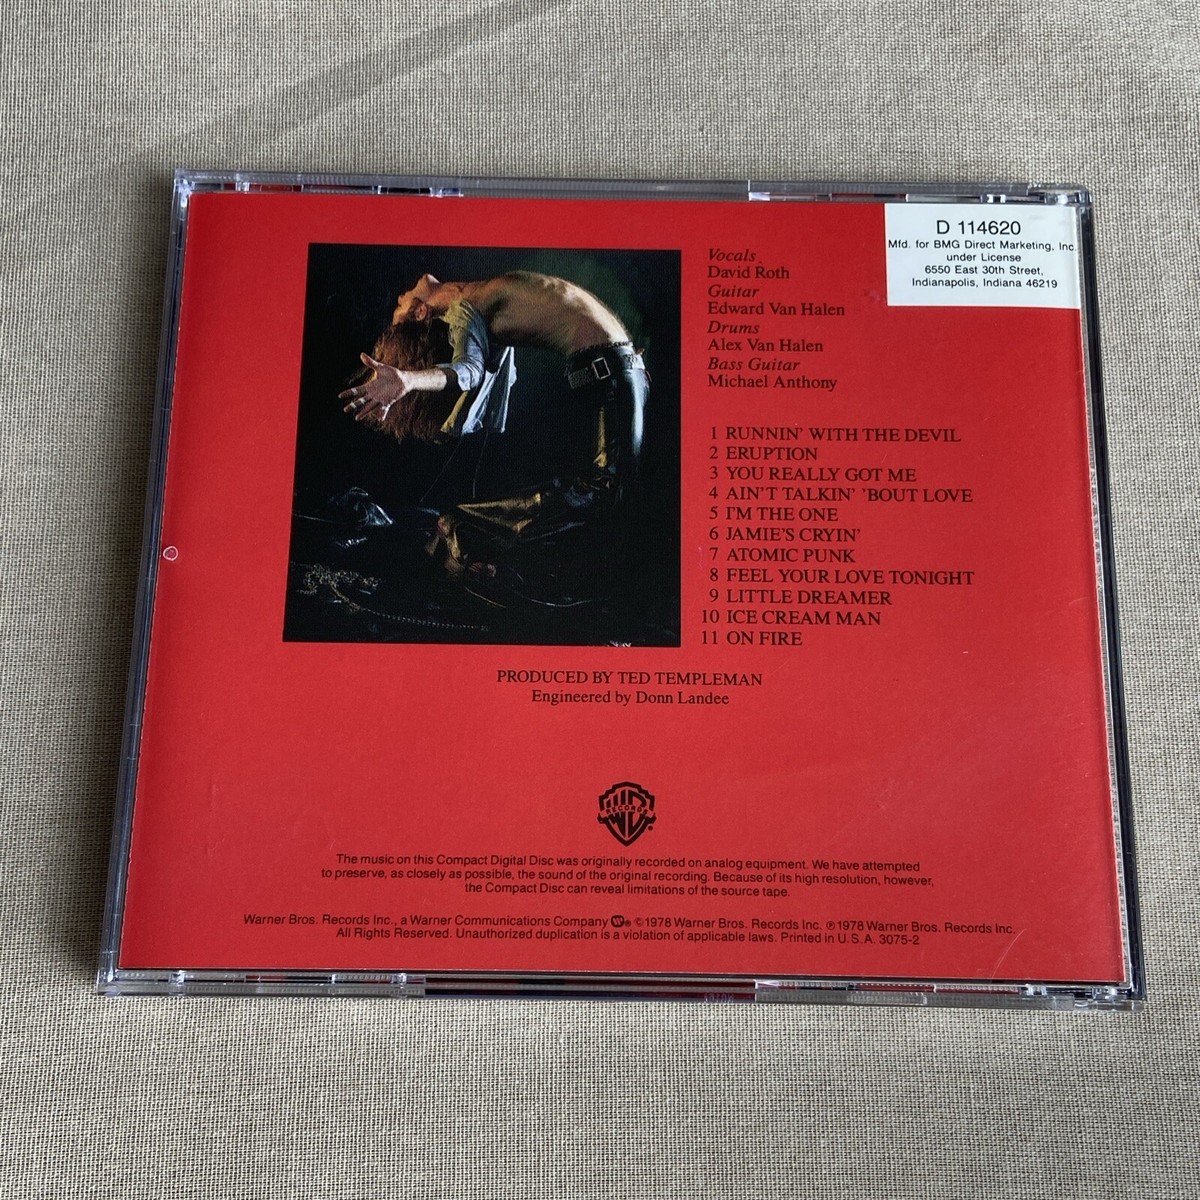 D 114620
Mfd. for BMG Direct Marketing, Inc.
under License
6550 East 30th Street,
Indianapolis, Indiana 46219
Vocals
David Roth
Guitar
Edward Van Halen
Drums
Alex Van Halen
Bass Guitar
Michael Anthony
1 RUNNIN' WITH THE DEVIL
2 ERUPTION
3 YOU REALLY GOT ME
4 AIN'T TALKIN' 'BOUT LOVE
5 I'M THE ONE
6 JAMIE'S CRYIN'
7 ATOMIC PUNK
8 FEEL YOUR LOVE TONIGHT
9 LITTLE DREAMER
10 ICE CREAM MAN
11 ON FIRE
PRODUCED BY TED TEMPLEMAN
Engineered by Donn Landee
RECORDS
The music on this Compact Digital Disc was originally recorded on analog equipment. We have attempted
to preserve, as closely as possible, the sound of the original recording. Because of its high resolution, however,
the Compact Disc can reveal limitations of the source tape.
Warner Bros. Records Inc., a Warner Communications Company ® ©1978 Warner Bros. Records Inc. ℗1978 Warner Bros. Records Inc.
All Rights Reserved. Unauthorized duplication is a violation of applicable laws. Printed in U.S.A. 3075-2